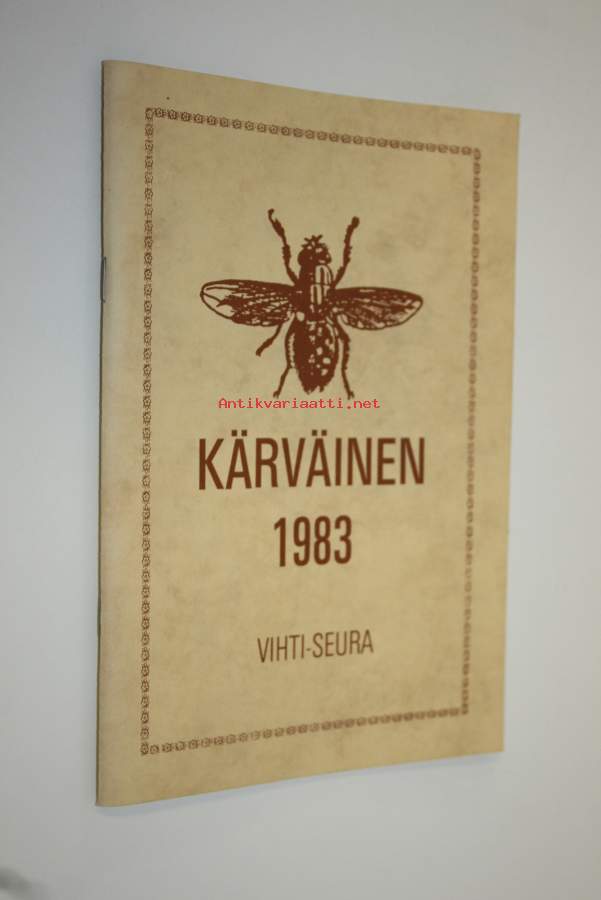 Antikvariaatti.net
KÄRVÄINEN
1983
VIHTI-SEURA